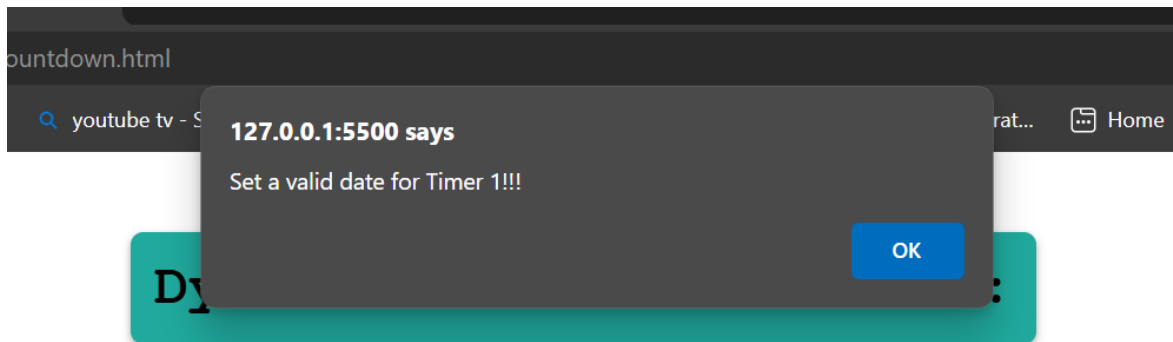 ountdown.html
youtube tv - S
127.0.0.1:5500 says
rat...
Home
Set a valid date for Timer 1!!!
OK
Dy
: